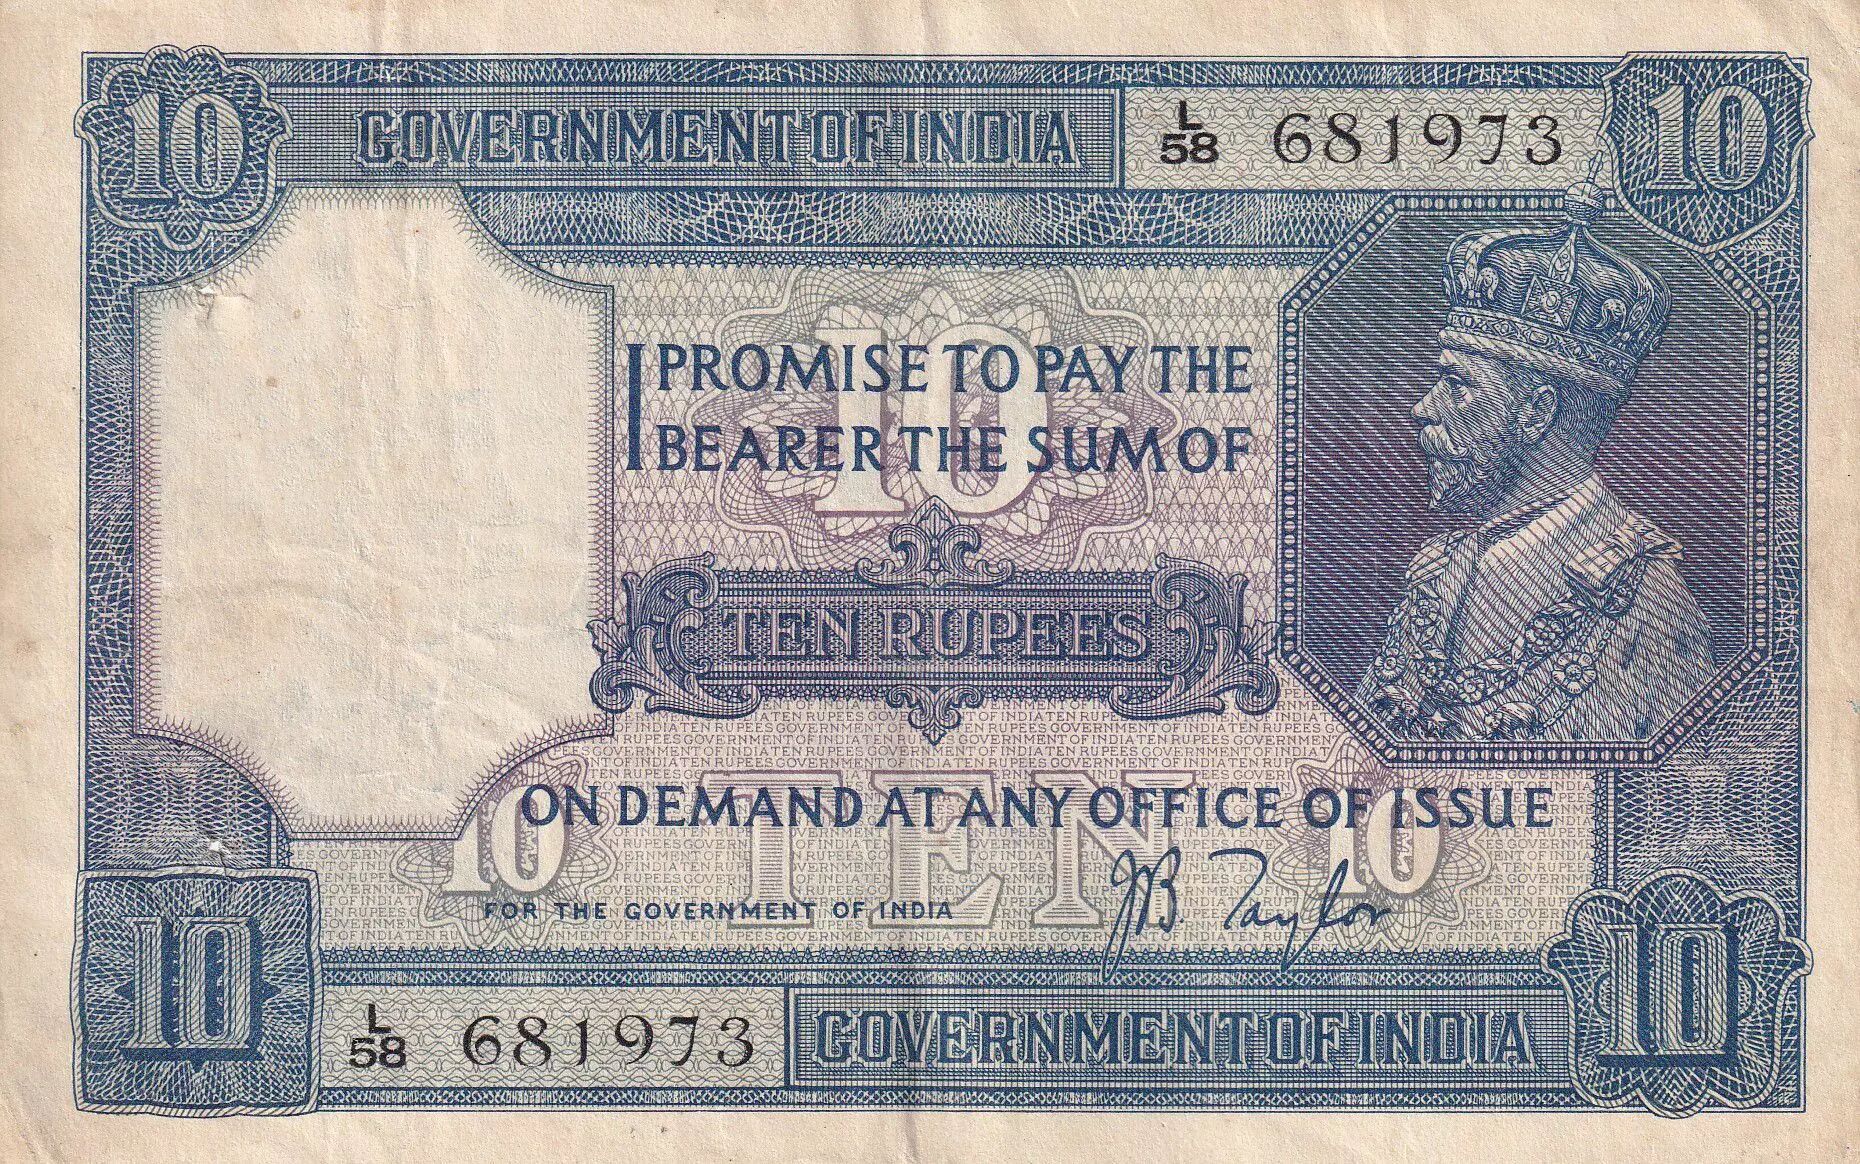 10
GOVERNMENT OF INDIA
L/58 681973
10
10
I PROMISE TO PAY THE
BEARER THE SUM OF
TEN RUPEES
TEN
10
10
ON DEMAND AT ANY OFFICE OF ISSUE
FOR THE GOVERNMENT OF INDIA
JB. Taylor
10
L/58 681973
GOVERNMENT OF INDIA
10